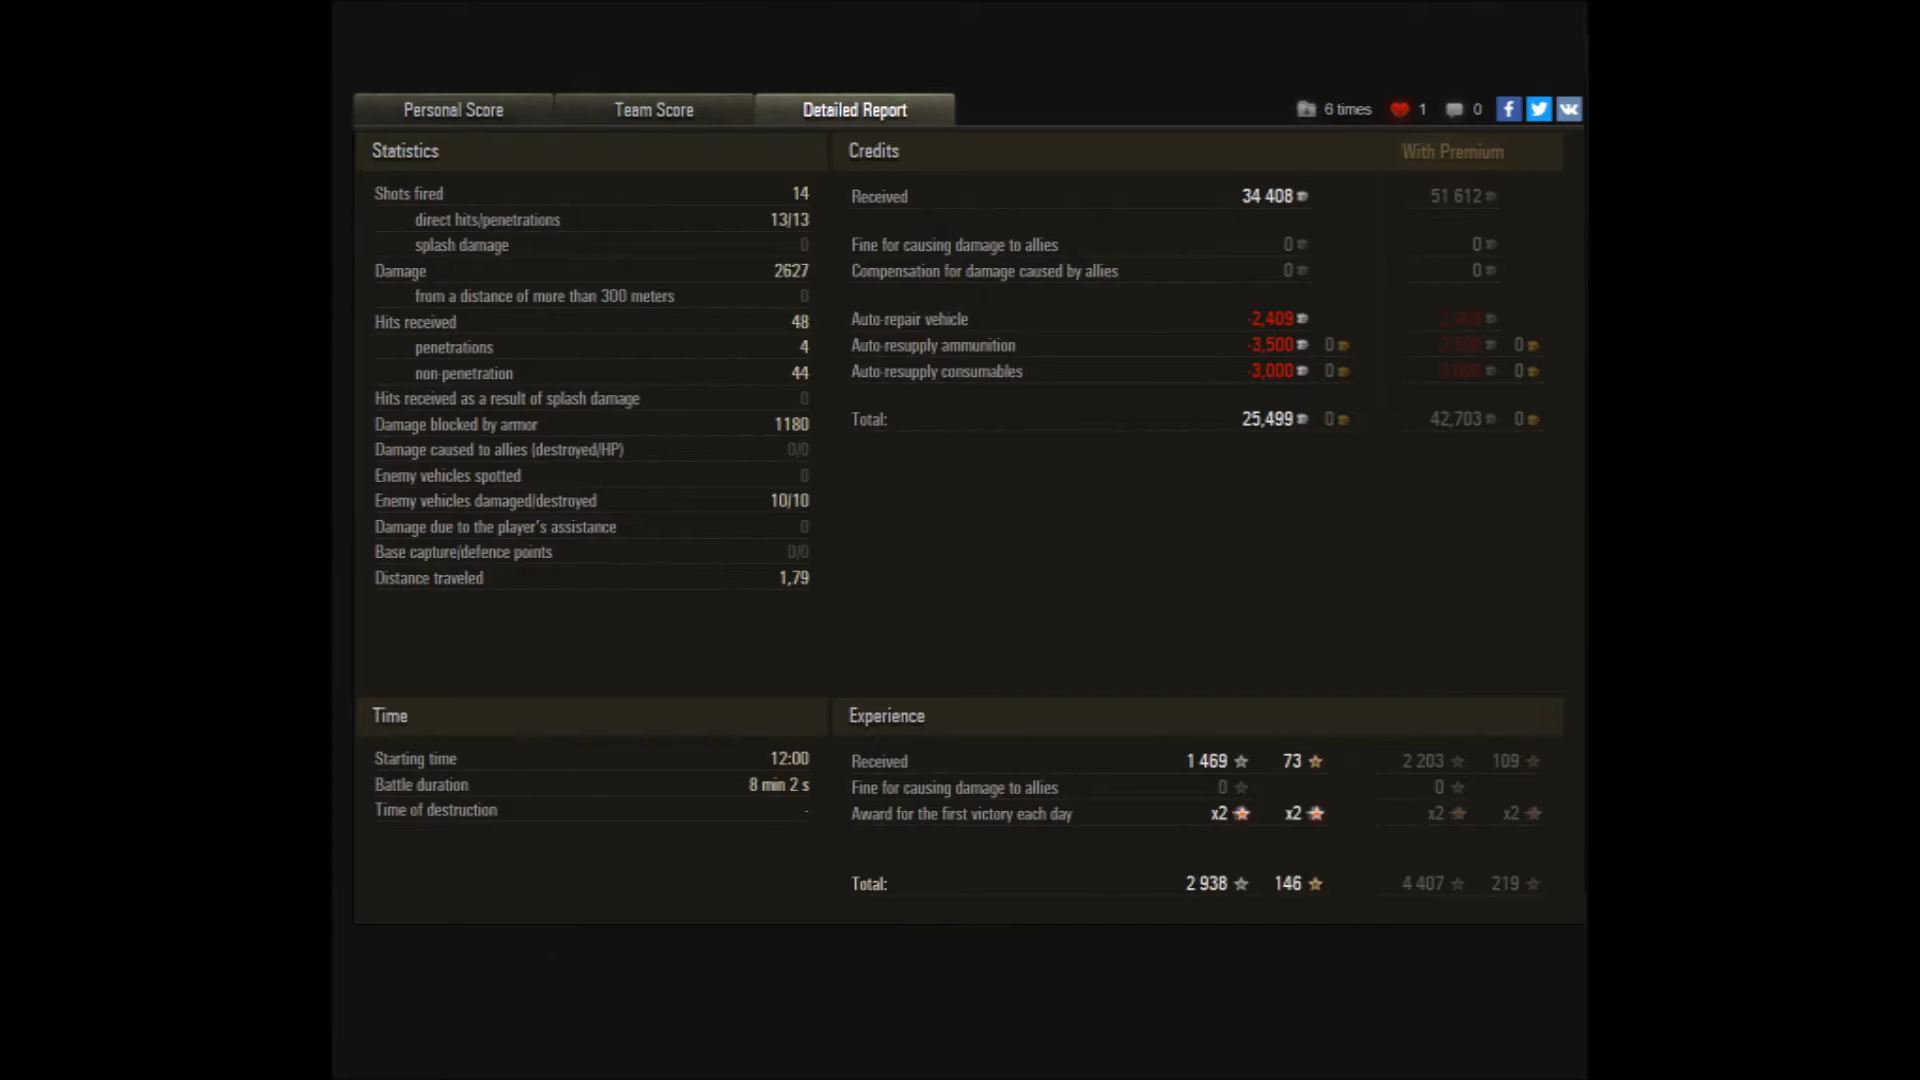 Personal Score Team Score Detailed Report 6 times 1 0
Statistics
Shots fired 14
direct hits/penetrations 13/13
splash damage 0
Damage 2627
from a distance of more than 300 meters 0
Hits received 48
penetrations 4
non-penetration 44
Hits received as a result of splash damage 0
Damage blocked by armor 1180
Damage caused to allies (destroyed/HP) 0/0
Enemy vehicles spotted 0
Enemy vehicles damaged/destroyed 10/10
Damage due to the player's assistance 0
Base capture/defence points 0/0
Distance traveled 1,79
Credits With Premium
Received 34 408 51 612
Fine for causing damage to allies 0 0
Compensation for damage caused by allies 0 0
Auto-repair vehicle -2,409 -2,409
Auto-resupply ammunition -3,500 0 -3,500 0
Auto-resupply consumables -3,000 0 -3,000 0
Total: 25,499 0 42,703 0
Time
Starting time 12:00
Battle duration 8 min 2 s
Time of destruction -
Experience
Received 1 469 73 2 203 109
Fine for causing damage to allies 0 0
Award for the first victory each day x2 x2 x2 x2
Total: 2 938 146 4 407 219